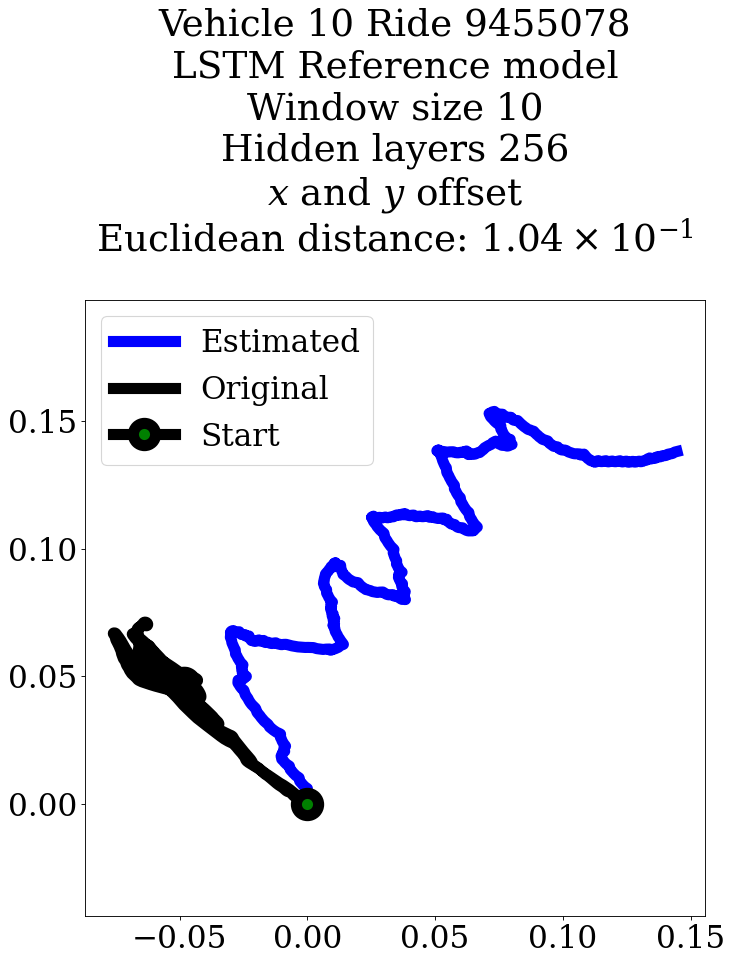 Vehicle 10 Ride 9455078
LSTM Reference model
Window size 10
Hidden layers 256
x and y offset
Euclidean distance: 1.04 × 10⁻¹
Estimated
Original
Start
0.15
0.10
0.05
0.00
−0.05 0.00 0.05 0.10 0.15